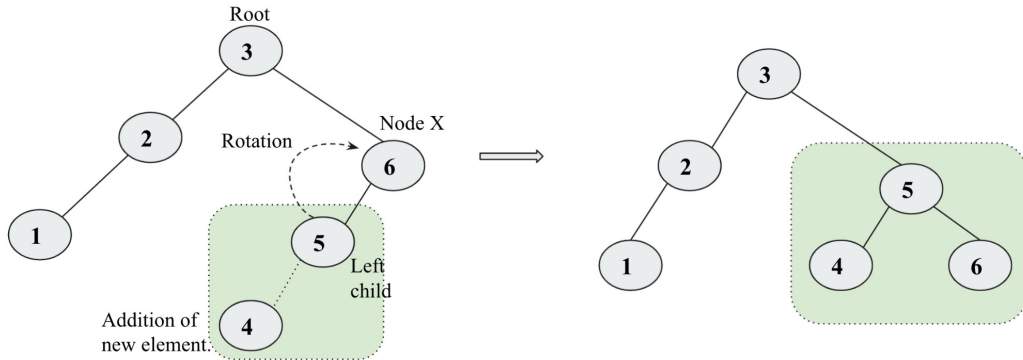 Root
3
3
Node X
2
Rotation
6
2
5
1
5
Left
child
1
4
6
4
Addition of
new element.